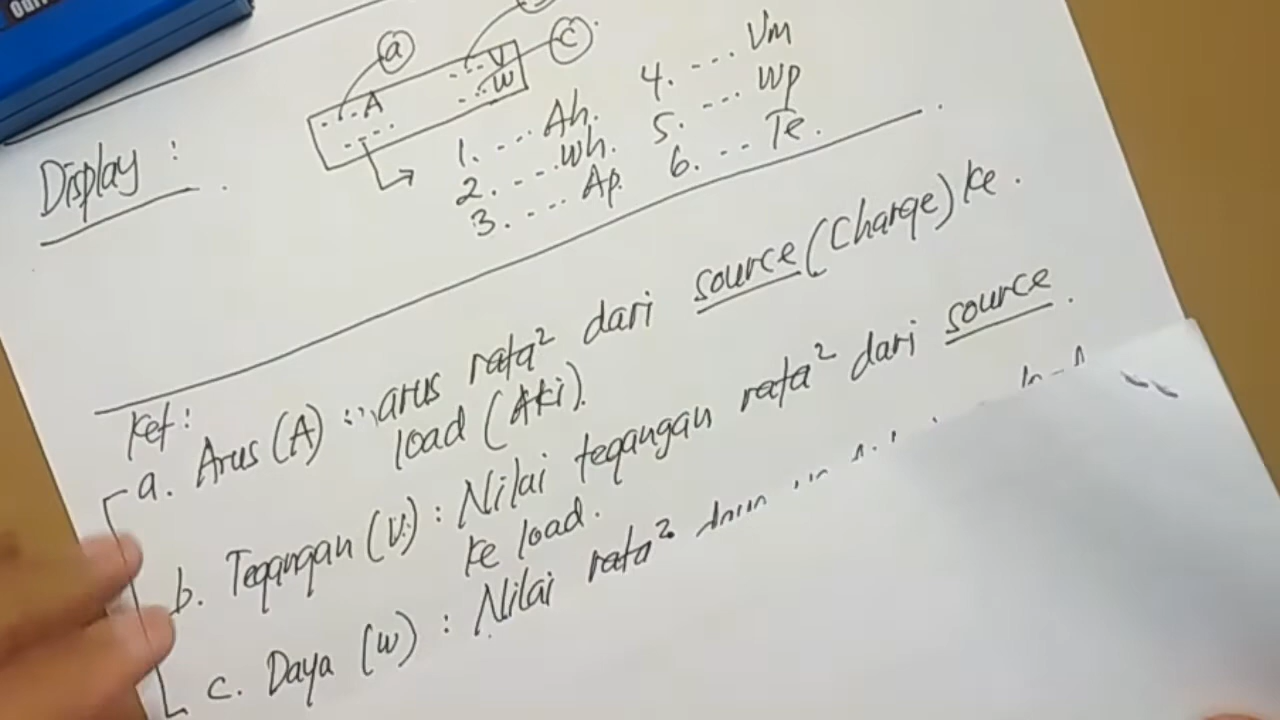 a
c
...A
...V
...W
Display :
1. ... Ah.
2. ... Wh.
3. .... Ap.
4. ... Vm
5. ... Wp
6. ... Te.
Ket :
a. Arus (A) : arus rata² dari source (Charge) ke
load (Aki).
b. Tegangan (V) : Nilai tegangan rata² dari source
ke load.
c. Daya (W) : Nilai rata²